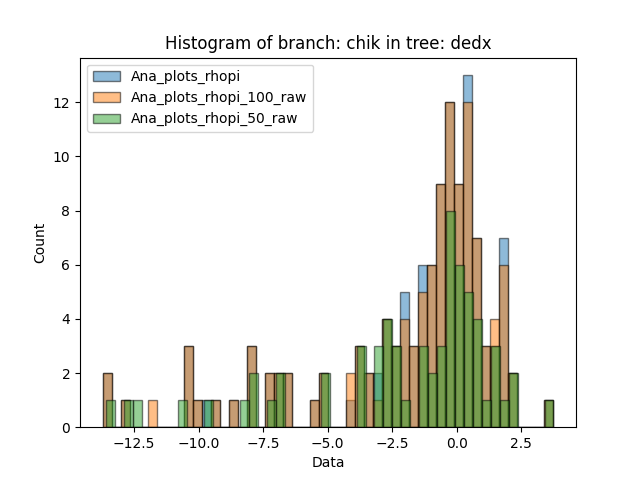 Histogram of branch: chik in tree: dedx
Ana_plots_rhopi
Ana_plots_rhopi_100_raw
Ana_plots_rhopi_50_raw
12
10
8
6
4
2
0
Count
−12.5 −10.0 −7.5 −5.0 −2.5 0.0 2.5
Data